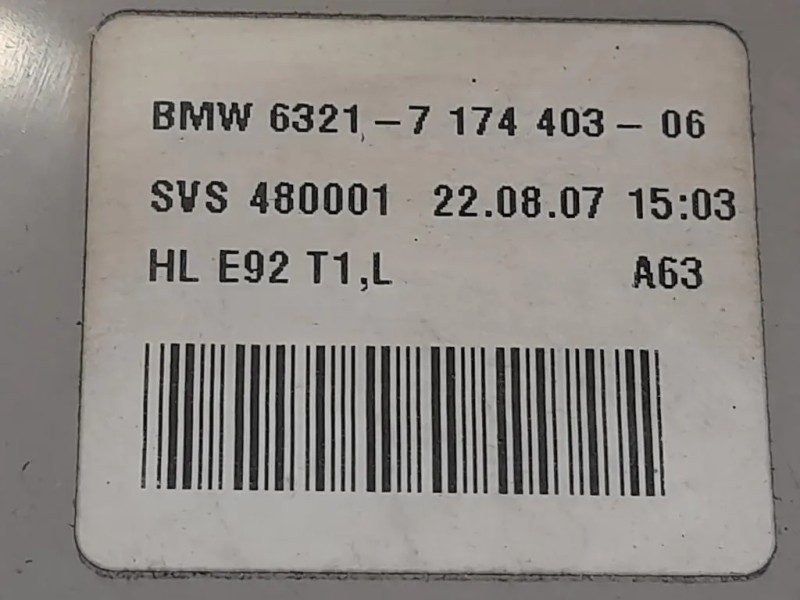 BMW 6321-7 174 403-06
SVS 480001 22.08.07 15:03
HL E92 T1,L A63